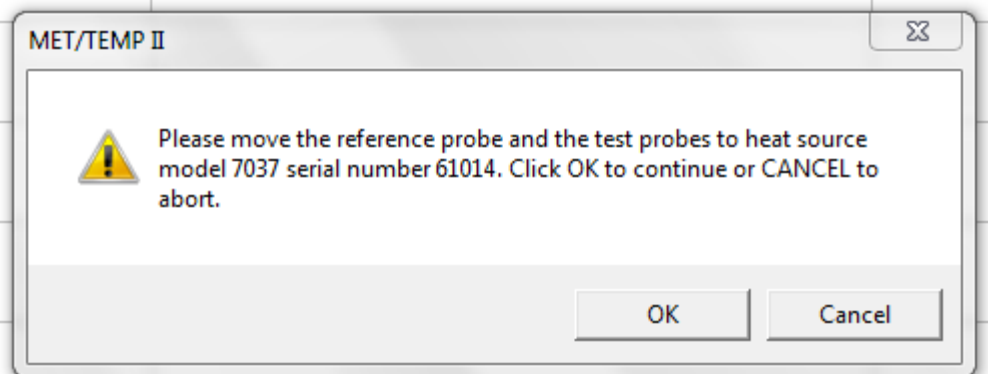 MET/TEMP II
Please move the reference probe and the test probes to heat source
model 7037 serial number 61014. Click OK to continue or CANCEL to
abort.
OK
Cancel